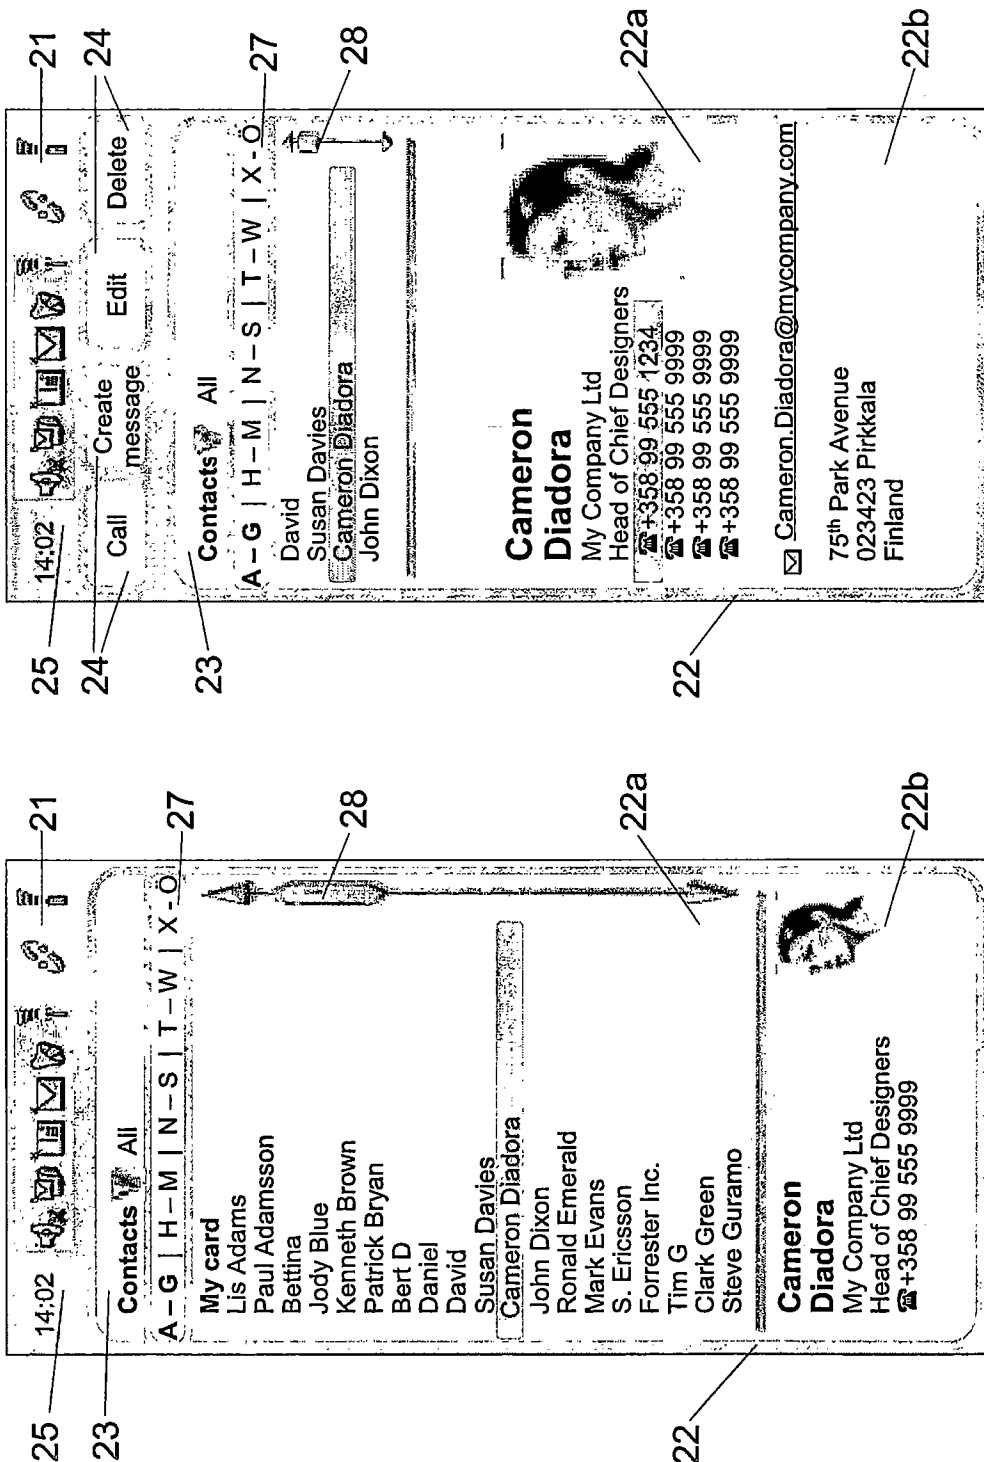 25
14:02
21
23
Contacts All
A – G | H – M | N – S | T – W | X - Ö
27
My card
Lis Adams
Paul Adamsson
Bettina
Jody Blue
Kenneth Brown
Patrick Bryan
Bert D
Daniel
David
Susan Davies
Cameron Diadora
John Dixon
Ronald Emerald
Mark Evans
S. Ericsson
Forrester Inc.
Tim G
Clark Green
Steve Guramo
28
22a
22
Cameron
Diadora
My Company Ltd
Head of Chief Designers
☎+358 99 555 9999
22b
25
14:02
21
24
Call
Create
message
Edit
Delete
24
23
Contacts All
A – G | H – M | N – S | T – W | X - Ö
27
David
Susan Davies
Cameron Diadora
John Dixon
28
22a
Cameron
Diadora
My Company Ltd
Head of Chief Designers
☎+358 99 555 1234
☎+358 99 555 9999
☎+358 99 555 9999
☎+358 99 555 9999
22
Cameron.Diadora@mycompany.com
75th Park Avenue
023423 Pirkkala
Finland
22b